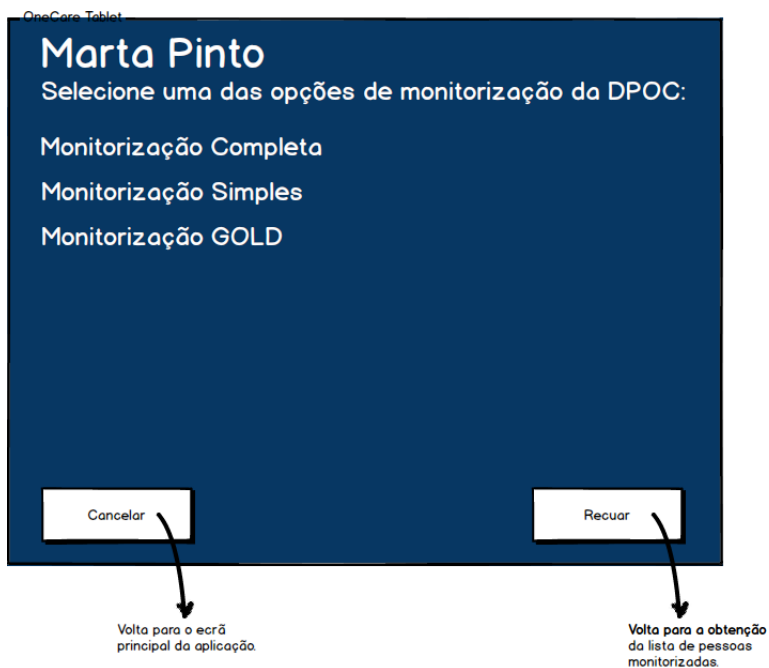 OneCare Tablet
Marta Pinto
Selecione uma das opções de monitorização da DPOC:
Monitorização Completa
Monitorização Simples
Monitorização GOLD
Cancelar
Recuar
Volta para o ecrã
principal da aplicação.
Volta para a obtenção
da lista de pessoas
monitorizadas.